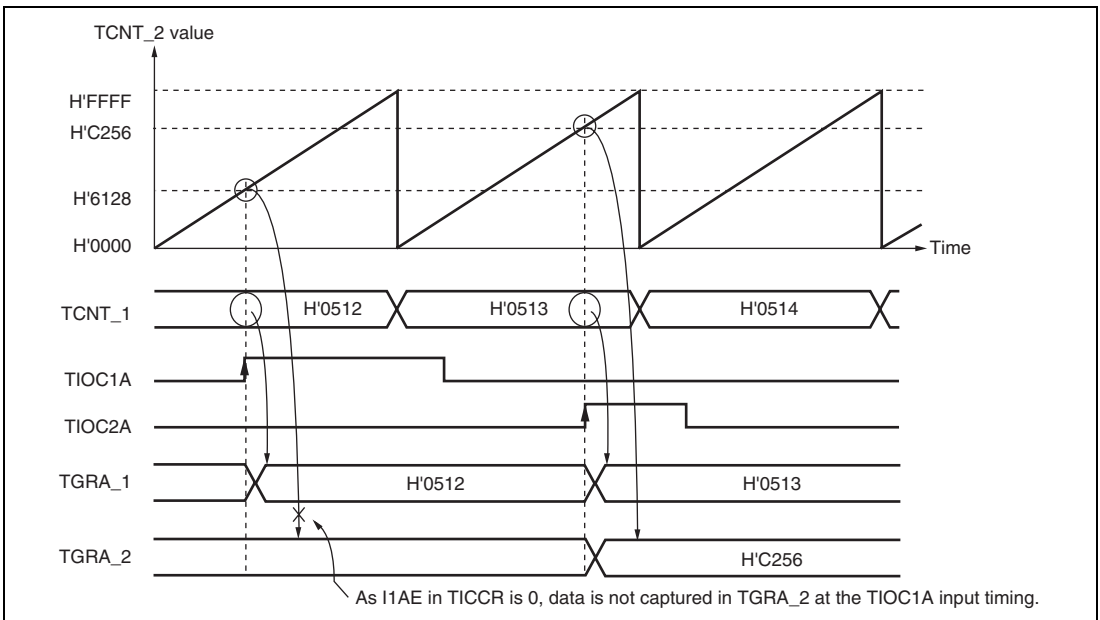 TCNT_2 value
H'FFFF
H'C256
H'6128
H'0000
Time
TCNT_1
H'0512
H'0513
H'0514
TIOC1A
TIOC2A
TGRA_1
H'0512
H'0513
TGRA_2
H'C256
As I1AE in TICCR is 0, data is not captured in TGRA_2 at the TIOC1A input timing.